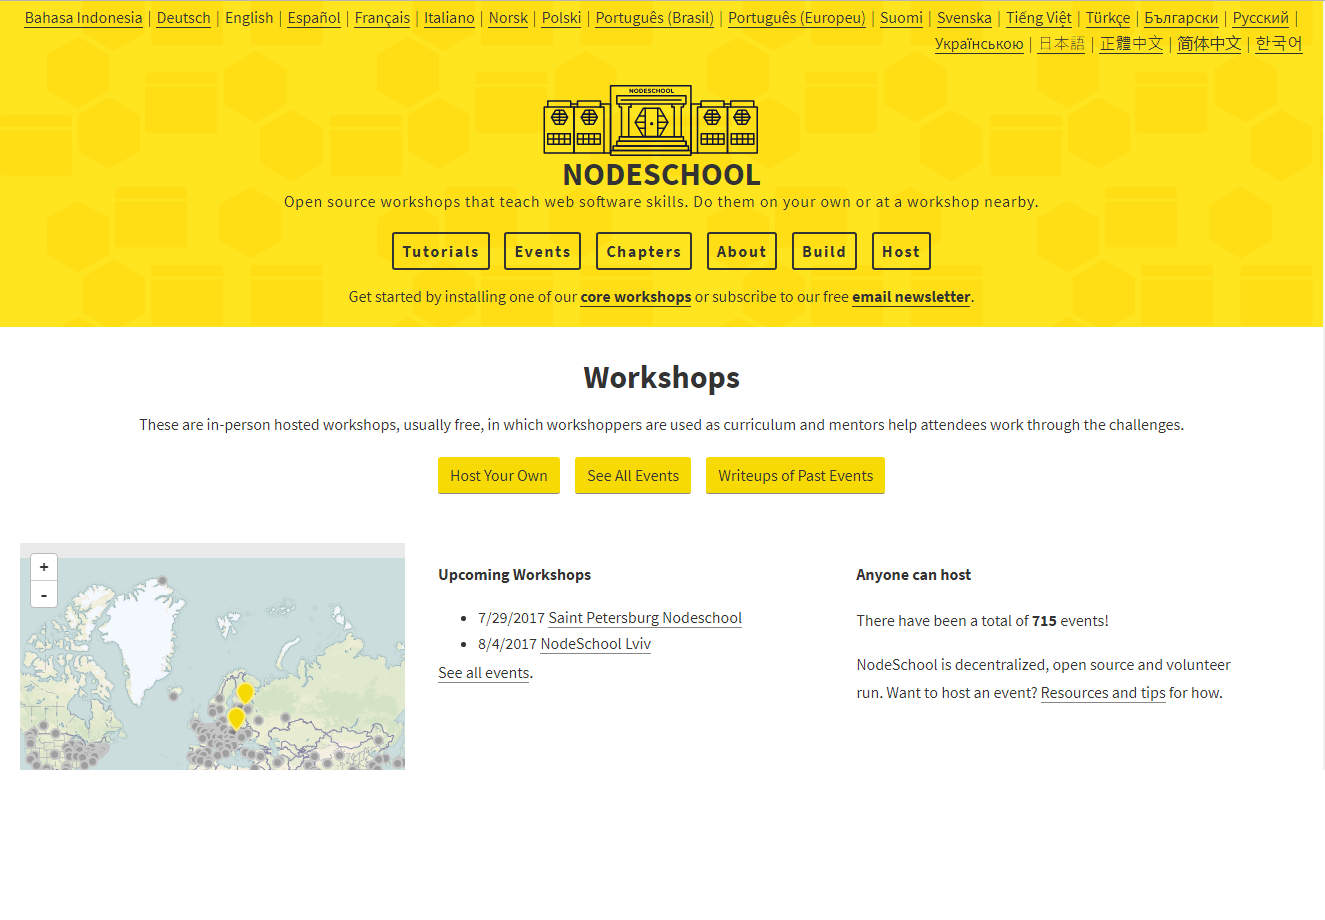 Bahasa Indonesia | Deutsch | English | Español | Français | Italiano | Norsk | Polski | Português (Brasil) | Português (Europeu) | Suomi | Svenska | Tiếng Việt | Türkçe | Български | Русский |
Українською | 日本語 | 正體中文 | 简体中文 | 한국어
NODESCHOOL
NODESCHOOL
Open source workshops that teach web software skills. Do them on your own or at a workshop nearby.
Tutorials Events Chapters About Build Host
Get started by installing one of our core workshops or subscribe to our free email newsletter.
Workshops
These are in-person hosted workshops, usually free, in which workshoppers are used as curriculum and mentors help attendees work through the challenges.
Host Your Own See All Events Writeups of Past Events
+
-
Upcoming Workshops
• 7/29/2017 Saint Petersburg Nodeschool
• 8/4/2017 NodeSchool Lviv
See all events.
Anyone can host
There have been a total of 715 events!
NodeSchool is decentralized, open source and volunteer
run. Want to host an event? Resources and tips for how.